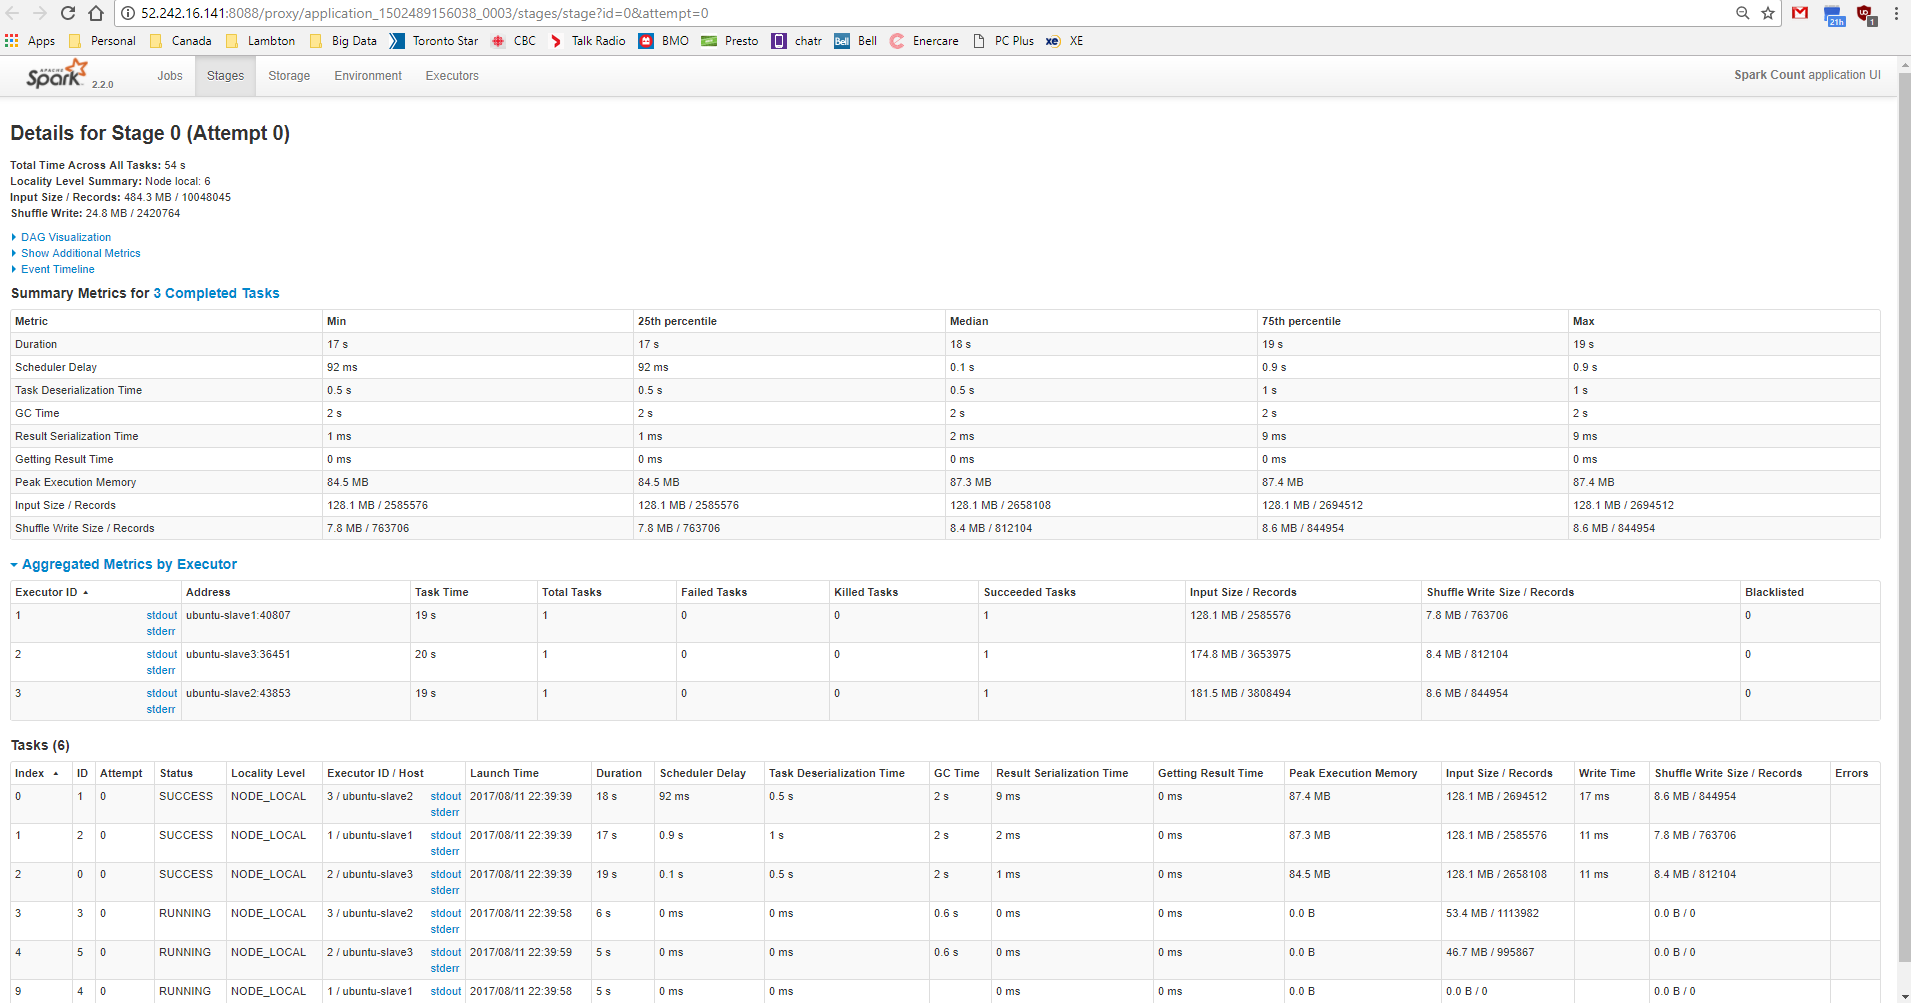 52.242.16.141:8088/proxy/application_1502489156038_0003/stages/stage?id=0&attempt=0
21h 1
Apps Personal Canada Lambton Big Data Toronto Star CBC Talk Radio BMO Presto chatr Bell Bell Enercare PC Plus xe XE
APACHE Spark 2.2.0 Jobs Stages Storage Environment Executors Spark Count application UI
Details for Stage 0 (Attempt 0)
Total Time Across All Tasks: 54 s
Locality Level Summary: Node local: 6
Input Size / Records: 484.3 MB / 10048045
Shuffle Write: 24.8 MB / 2420764
DAG Visualization
Show Additional Metrics
Event Timeline
Summary Metrics for 3 Completed Tasks
Metric Min 25th percentile Median 75th percentile Max
Duration 17 s 17 s 18 s 19 s 19 s
Scheduler Delay 92 ms 92 ms 0.1 s 0.9 s 0.9 s
Task Deserialization Time 0.5 s 0.5 s 0.5 s 1 s 1 s
GC Time 2 s 2 s 2 s 2 s 2 s
Result Serialization Time 1 ms 1 ms 2 ms 9 ms 9 ms
Getting Result Time 0 ms 0 ms 0 ms 0 ms 0 ms
Peak Execution Memory 84.5 MB 84.5 MB 87.3 MB 87.4 MB 87.4 MB
Input Size / Records 128.1 MB / 2585576 128.1 MB / 2585576 128.1 MB / 2658108 128.1 MB / 2694512 128.1 MB / 2694512
Shuffle Write Size / Records 7.8 MB / 763706 7.8 MB / 763706 8.4 MB / 812104 8.6 MB / 844954 8.6 MB / 844954
Aggregated Metrics by Executor
Executor ID Address Task Time Total Tasks Failed Tasks Killed Tasks Succeeded Tasks Input Size / Records Shuffle Write Size / Records Blacklisted
1 stdout ubuntu-slave1:40807 19 s 1 0 0 1 128.1 MB / 2585576 7.8 MB / 763706 0
stderr
2 stdout ubuntu-slave3:36451 20 s 1 0 0 1 174.8 MB / 3653975 8.4 MB / 812104 0
stderr
3 stdout ubuntu-slave2:43853 19 s 1 0 0 1 181.5 MB / 3808494 8.6 MB / 844954 0
stderr
Tasks (6)
Index ID Attempt Status Locality Level Executor ID / Host Launch Time Duration Scheduler Delay Task Deserialization Time GC Time Result Serialization Time Getting Result Time Peak Execution Memory Input Size / Records Write Time Shuffle Write Size / Records Errors
0 1 0 SUCCESS NODE_LOCAL 3 / ubuntu-slave2 stdout 2017/08/11 22:39:39 18 s 92 ms 0.5 s 2 s 9 ms 0 ms 87.4 MB 128.1 MB / 2694512 17 ms 8.6 MB / 844954
stderr
1 2 0 SUCCESS NODE_LOCAL 1 / ubuntu-slave1 stdout 2017/08/11 22:39:39 17 s 0.9 s 1 s 2 s 2 ms 0 ms 87.3 MB 128.1 MB / 2585576 11 ms 7.8 MB / 763706
stderr
2 0 0 SUCCESS NODE_LOCAL 2 / ubuntu-slave3 stdout 2017/08/11 22:39:39 19 s 0.1 s 0.5 s 2 s 1 ms 0 ms 84.5 MB 128.1 MB / 2658108 11 ms 8.4 MB / 812104
stderr
3 3 0 RUNNING NODE_LOCAL 3 / ubuntu-slave2 stdout 2017/08/11 22:39:58 6 s 0 ms 0 ms 0.6 s 0 ms 0 ms 0.0 B 53.4 MB / 1113982 0.0 B / 0
stderr
4 5 0 RUNNING NODE_LOCAL 2 / ubuntu-slave3 stdout 2017/08/11 22:39:59 5 s 0 ms 0 ms 0.6 s 0 ms 0 ms 0.0 B 46.7 MB / 995867 0.0 B / 0
stderr
9 4 0 RUNNING NODE_LOCAL 1 / ubuntu-slave1 stdout 2017/08/11 22:39:58 5 s 0 ms 0 ms 0 ms 0 ms 0.0 B 0.0 B / 0 0.0 B / 0